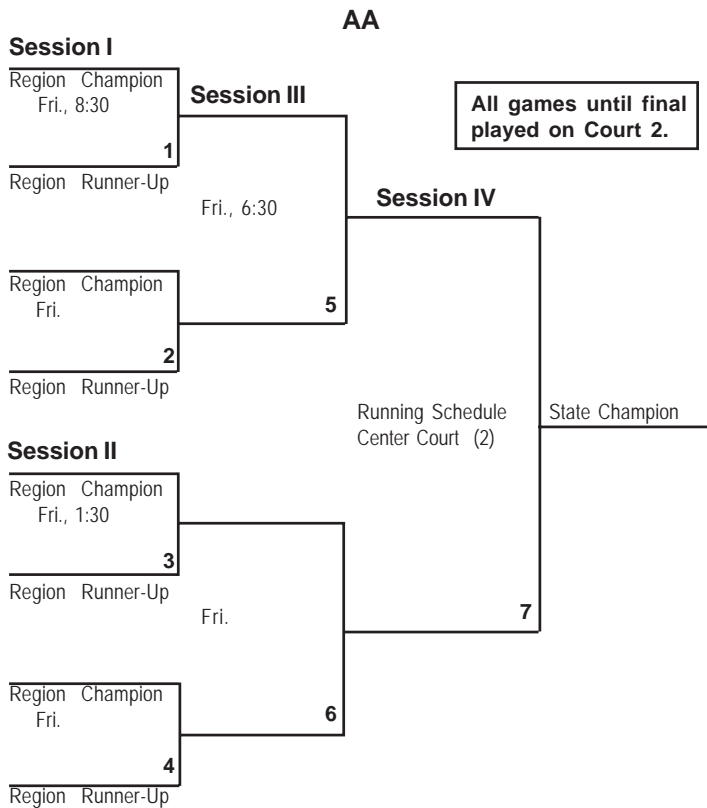 AA
Session I
Region Champion
Fri., 8:30
1
Region Runner-Up
Session III
Fri., 6:30
All games until final
played on Court 2.
Session IV
Region Champion
Fri.
2
Region Runner-Up
5
Running Schedule
Center Court (2)
State Champion
Session II
Region Champion
Fri., 1:30
3
Region Runner-Up
Fri.
7
Region Champion
Fri.
4
Region Runner-Up
6